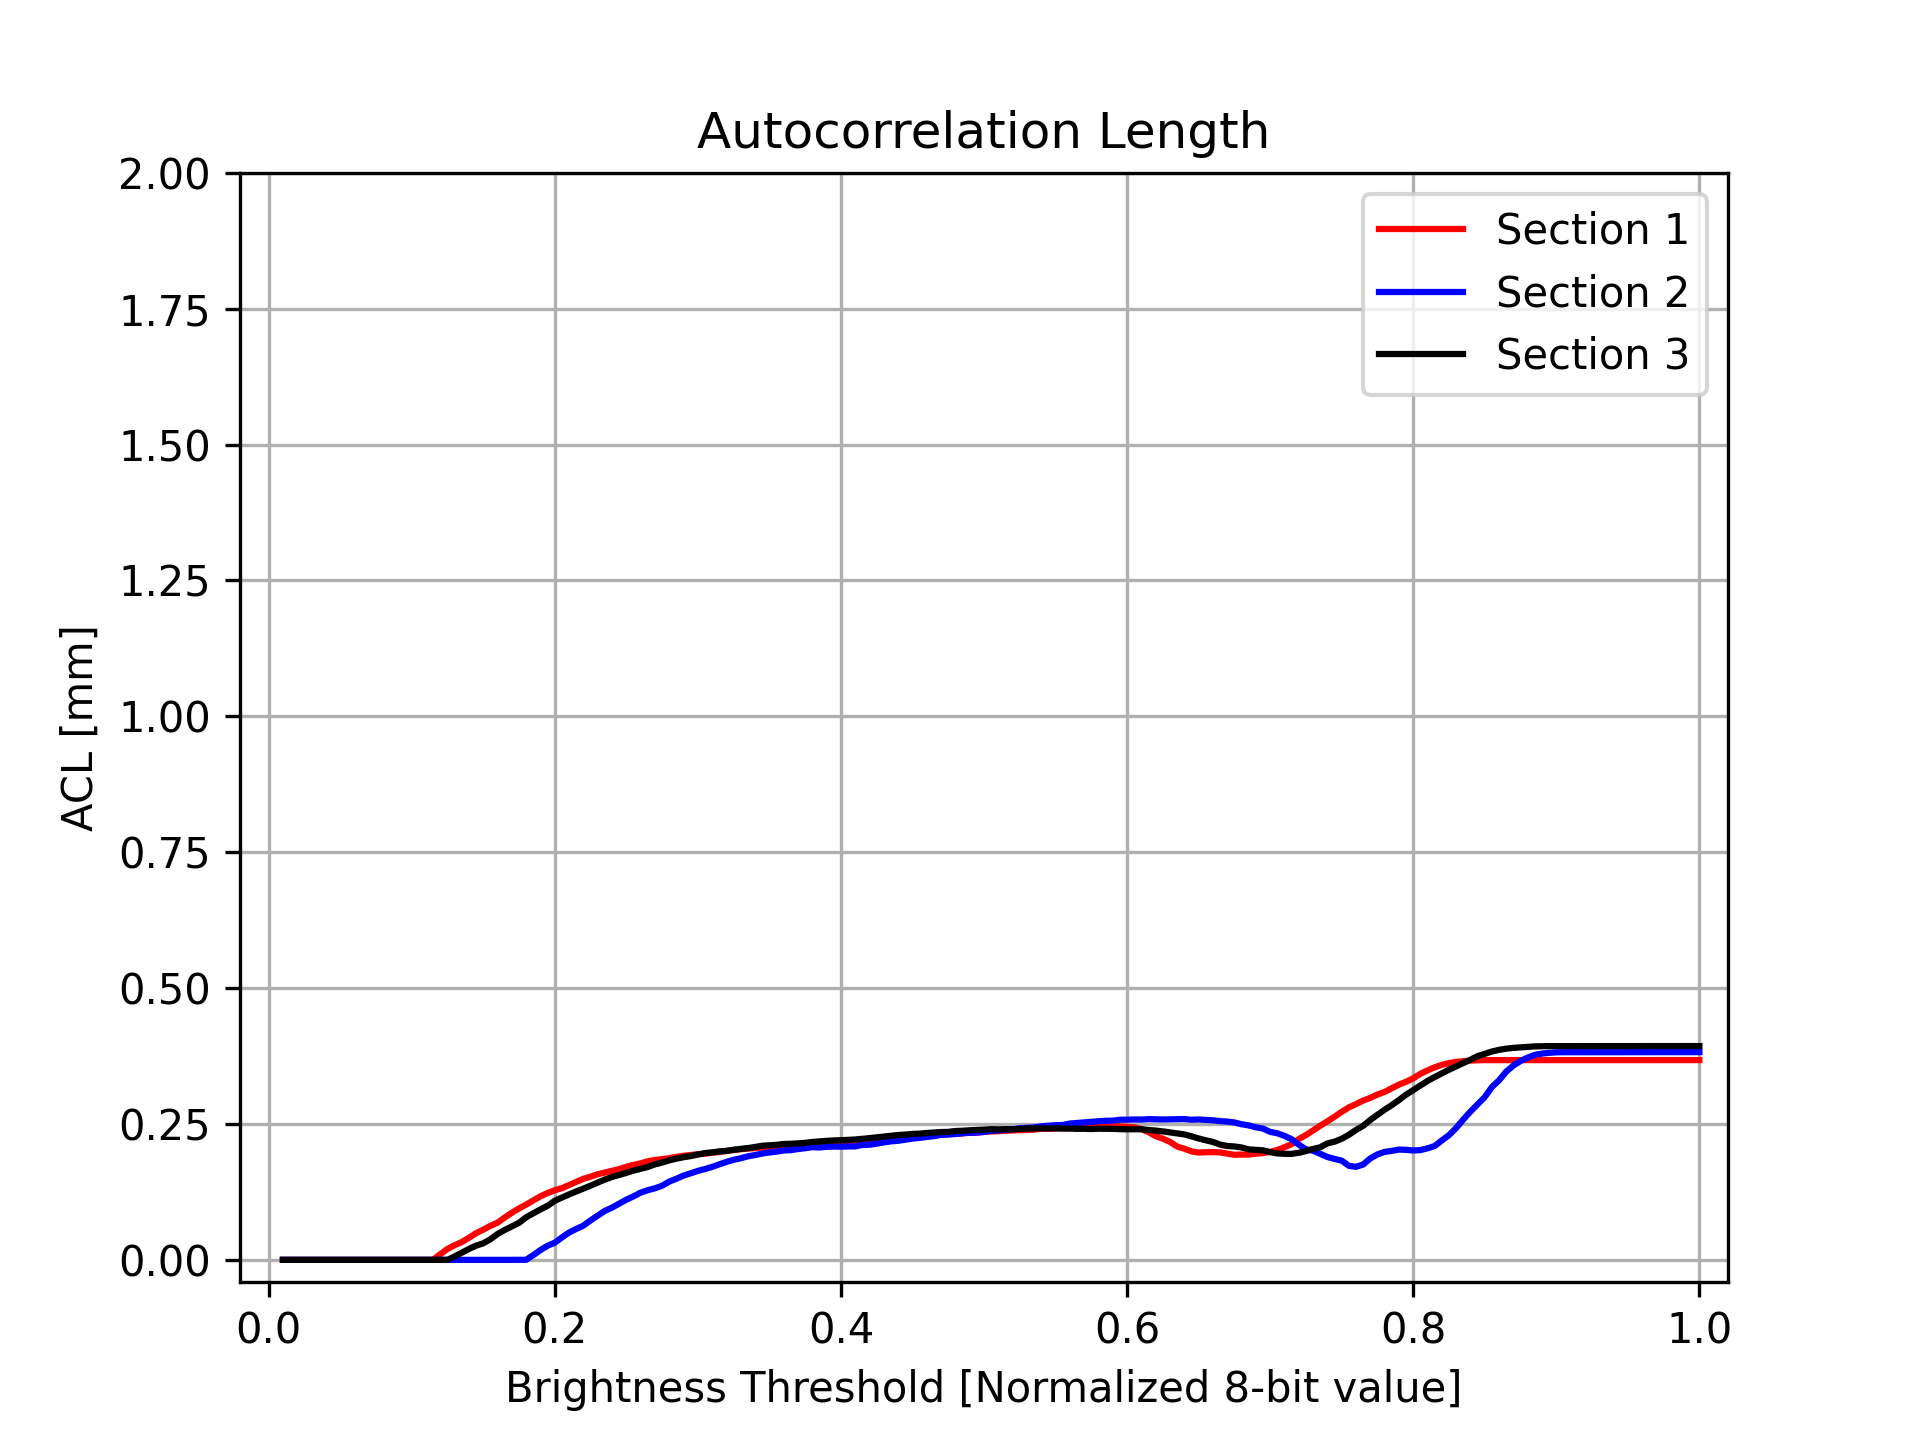 Autocorrelation Length
2.00
1.75
1.50
1.25
1.00
0.75
0.50
0.25
0.00
ACL [mm]
Section 1
Section 2
Section 3
0.0 0.2 0.4 0.6 0.8 1.0
Brightness Threshold [Normalized 8-bit value]